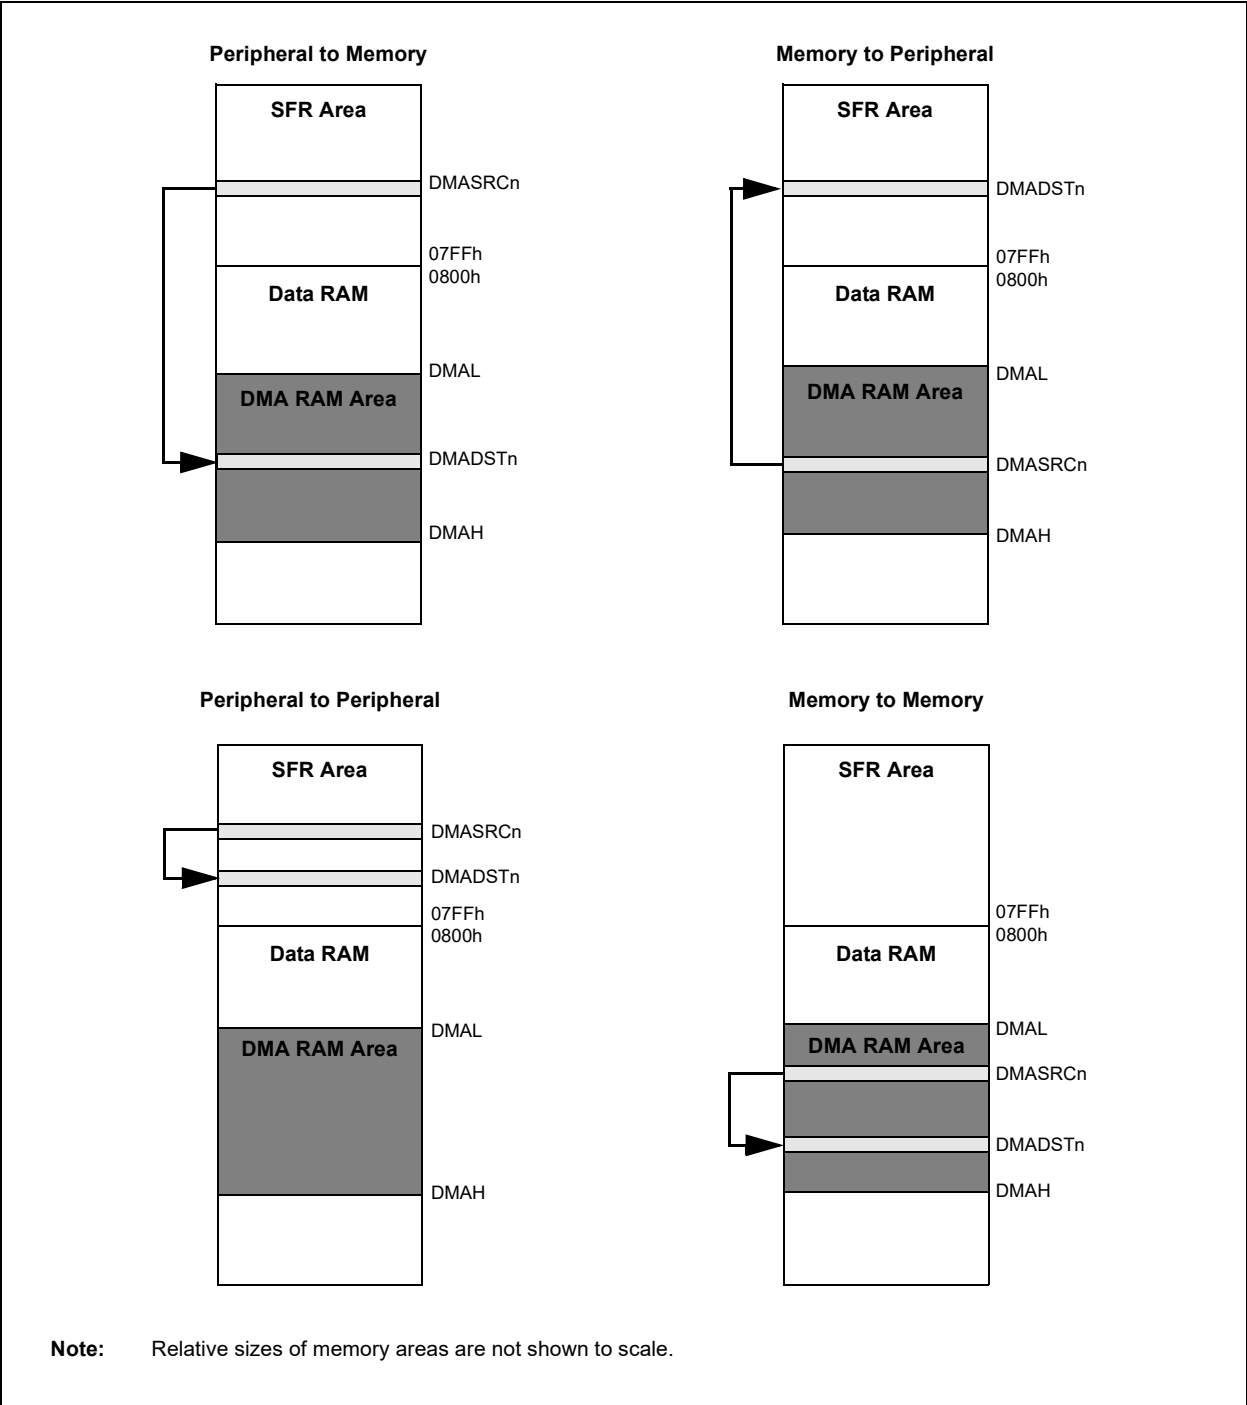 Peripheral to Memory
SFR Area
DMASRCn
07FFh
0800h
Data RAM
DMAL
DMA RAM Area
DMADSTn
DMAH
Memory to Peripheral
SFR Area
DMADSTn
07FFh
0800h
Data RAM
DMAL
DMA RAM Area
DMASRCn
DMAH
Peripheral to Peripheral
SFR Area
DMASRCn
DMADSTn
07FFh
0800h
Data RAM
DMAL
DMA RAM Area
DMAH
Memory to Memory
SFR Area
07FFh
0800h
Data RAM
DMAL
DMA RAM Area
DMASRCn
DMADSTn
DMAH
Note: Relative sizes of memory areas are not shown to scale.